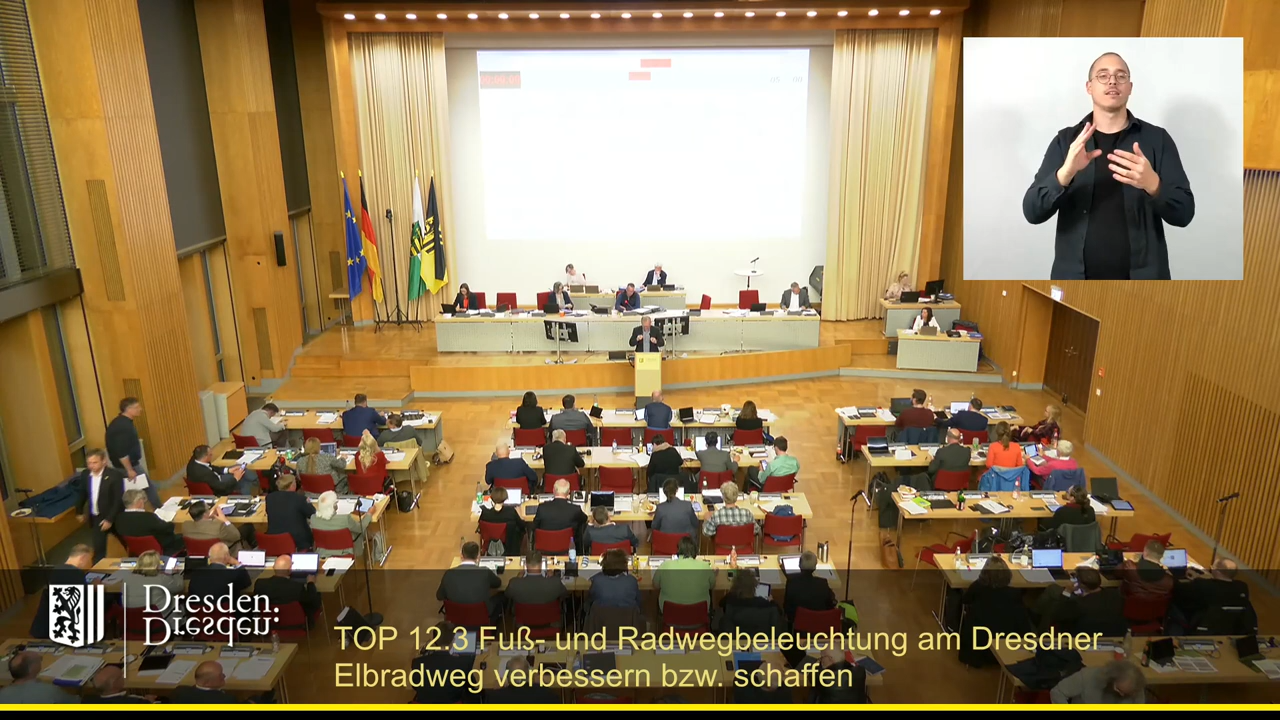 Dresden.
Dresden.
TOP 12.3 Fuß- und Radwegbeleuchtung am Dresdner
Elbradweg verbessern bzw. schaffen